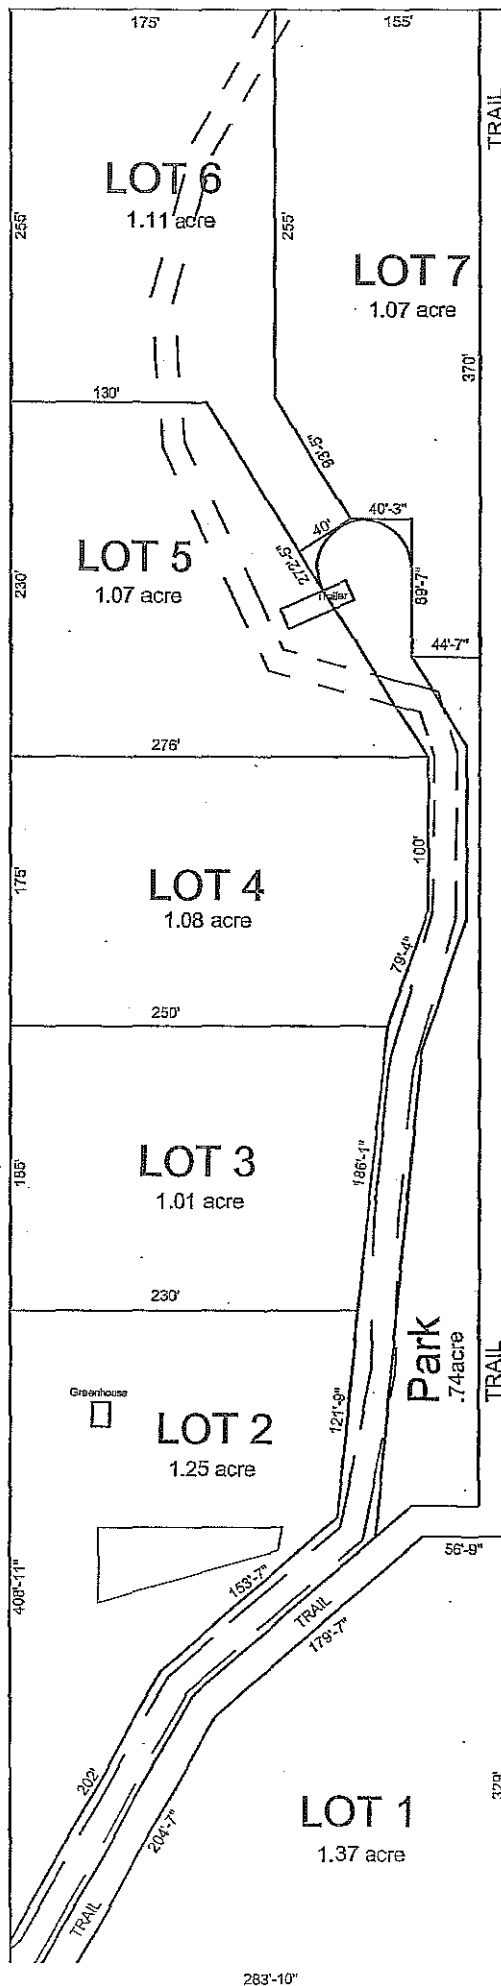 175'
155'
TRAIL
LOT 6
1.11 acre
255'
255'
LOT 7
1.07 acre
370'
130'
93'-5"
40'-3"
40'
272'-5"
Trailer
69'-7"
LOT 5
1.07 acre
230'
44'-7"
276'
100'
175'
LOT 4
1.08 acre
79'-4"
250'
LOT 3
1.01 acre
185'
186'-1"
230'
Park
.74acre
TRAIL
Greenhouse
121'-9"
LOT 2
1.25 acre
56'-9"
408'-11"
153'-7"
TRAIL
179'-7"
329'
202'
204'-7"
LOT 1
1.37 acre
TRAIL
283'-10"